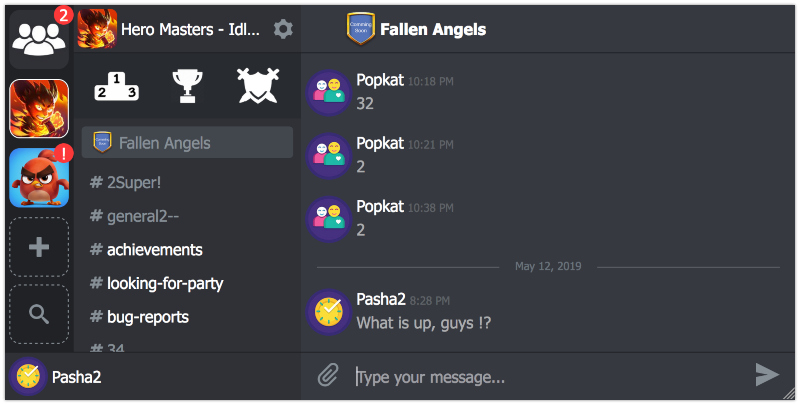 2
Hero Masters - Idl...
1
2 3
Fallen Angels
# 2Super!
# general2--
# achievements
# looking-for-party
# bug-reports
# 34
Pasha2
!
Comming
Soon
Fallen Angels
Popkat 10:18 PM
32
Popkat 10:21 PM
2
Popkat 10:38 PM
2
May 12, 2019
Pasha2 8:28 PM
What is up, guys !?
Type your message...